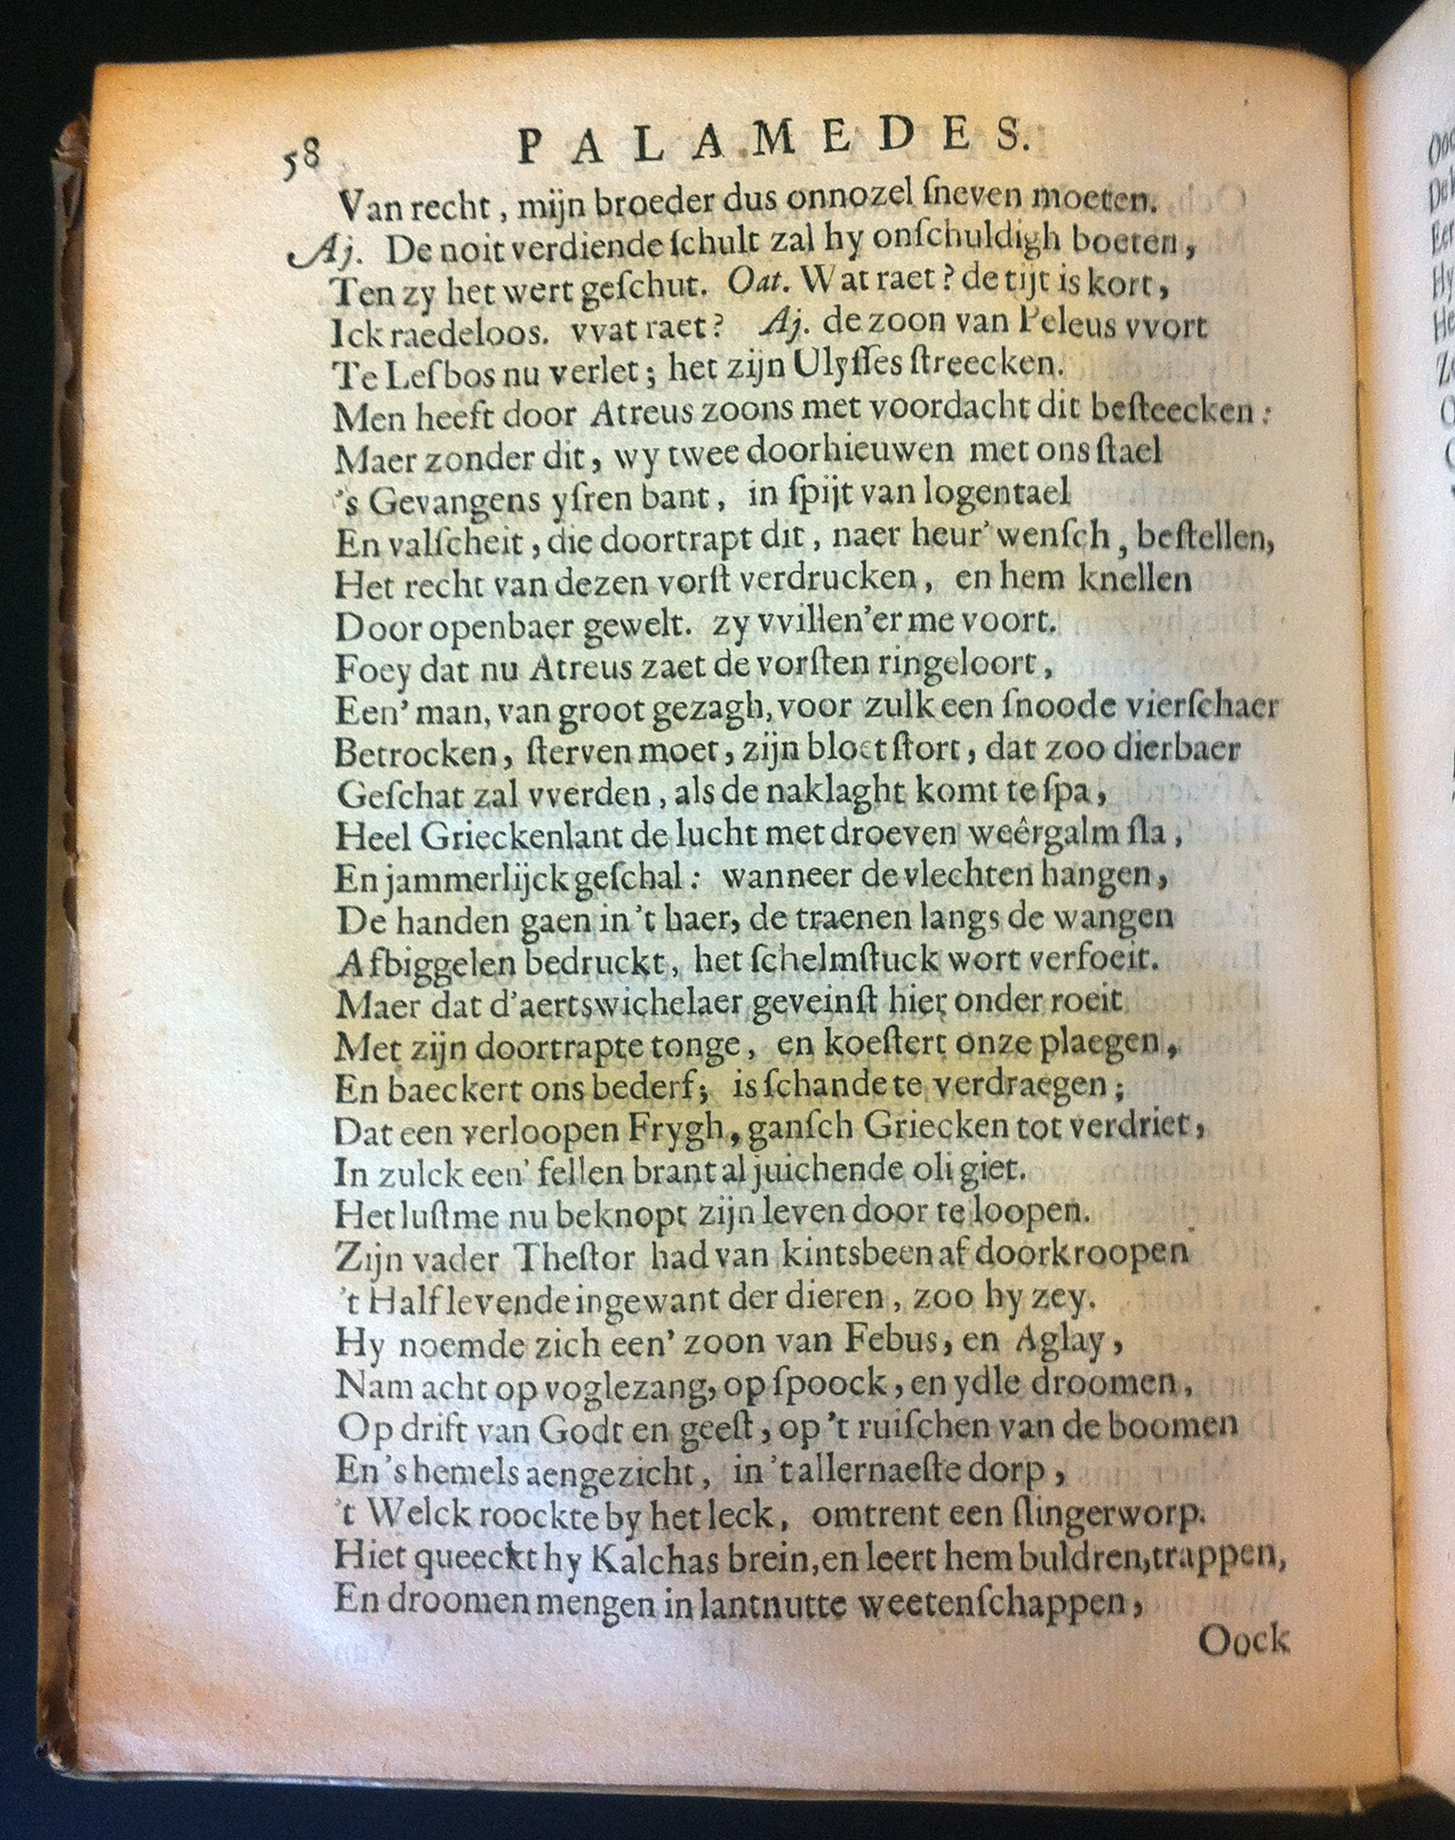 58 PALAMEDES.
Van recht, mijn broeder dus onnozel ſneven moeten.
Aj. De noit verdiende ſchult zal hy onſchuldigh boeten,
Ten zy het wert geſchut. Oat. Wat raet? de tijt is kort,
Ick raedeloos. vvat raet? Aj. de zoon van Peleus vvort
Te Leſbos nu verlet; het zijn Ulyſſes ſtreecken.
Men heeft door Atreus zoons met voordacht dit beſteecken:
Maer zonder dit, wy twee doorhieuwen met ons ſtael
's Gevangens yſren bant, in ſpijt van logentael
En valſcheit, die doortrapt dit, naer heur' wenſch, beſtellen,
Het recht van dezen vorſt verdrucken, en hem knellen
Door openbaer gewelt. zy vvillen'er me voort.
Foey dat nu Atreus zaet de vorſten ringeloort,
Een' man, van groot gezagh, voor zulk een ſnoode vierſchaer
Betrocken, ſterven moet, zijn bloet ſtort, dat zoo dierbaer
Geſchat zal vverden, als de naklaght komt te ſpa,
Heel Grieckenlant de lucht met droeven weêrgalm ſla,
En jammerlijck geſchal: wanneer de vlechten hangen,
De handen gaen in 't haer, de traenen langs de wangen
Afbiggelen bedruckt, het ſchelmſtuck wort verfoeit.
Maer dat d'aertswichelaer geveinſt hier onder roeit
Met zijn doortrapte tonge, en koeſtert onze plaegen,
En baeckert ons bederf; is ſchande te verdraegen;
Dat een verloopen Frygh, ganſch Griecken tot verdriet,
In zulck een' fellen brant al juichende oli giet.
Het luſt me nu beknopt zijn leven door te loopen.
Zijn vader Theſtor had van kintsbeen af doorkroopen
't Half levende ingewant der dieren, zoo hy zey.
Hy noemde zich een' zoon van Febus, en Aglay,
Nam acht op voglezang, op ſpoock, en ydle droomen,
Op drift van Godt en geeſt, op 't ruiſchen van de boomen
En 's hemels aengezicht, in 't allernaeſte dorp,
't Welck roockte by het leck, omtrent een ſlingerworp.
Hiet queeckt hy Kalchas brein, en leert hem buldren, trappen,
En droomen mengen in lantnutte weetenſchappen,
Oock